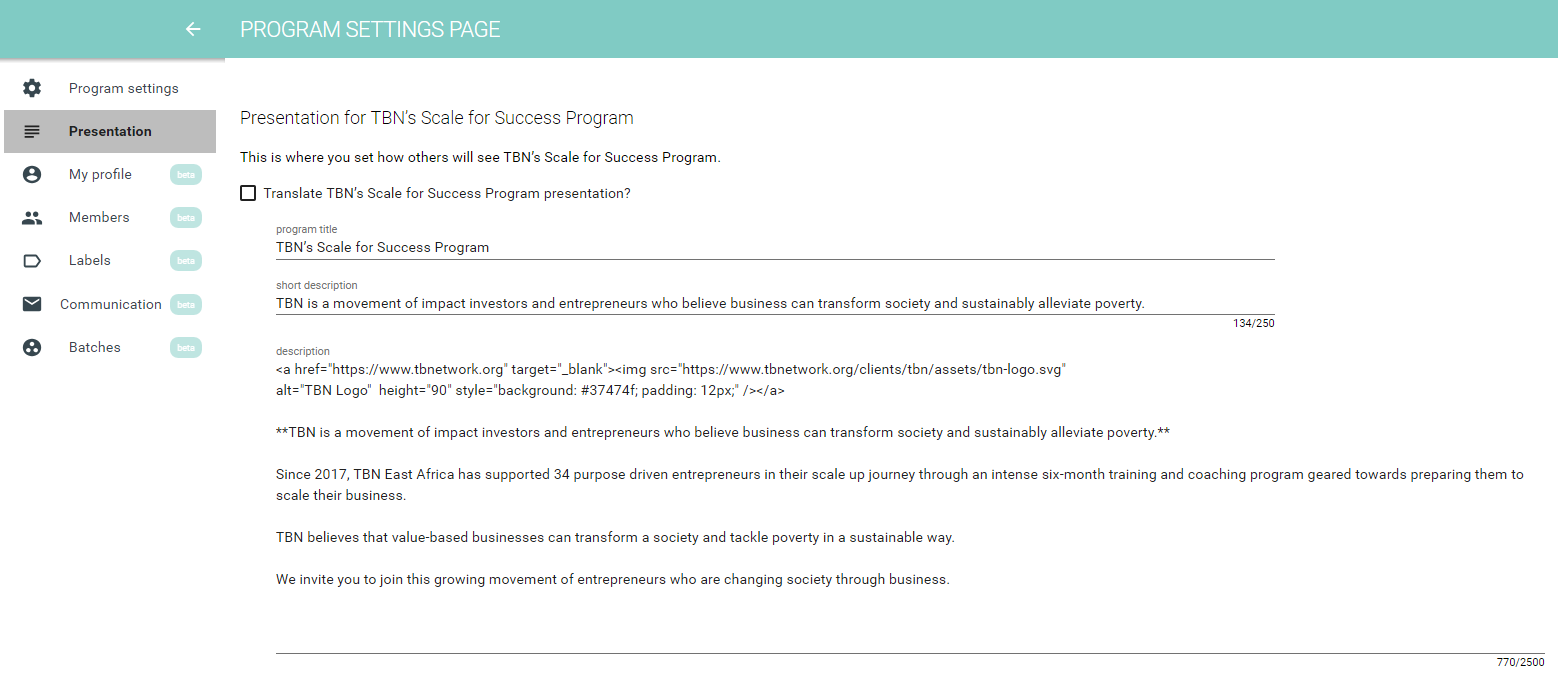 PROGRAM SETTINGS PAGE
Program settings
Presentation
My profile beta
Members beta
Labels beta
Communication beta
Batches beta
Presentation for TBN’s Scale for Success Program
This is where you set how others will see TBN’s Scale for Success Program.
Translate TBN’s Scale for Success Program presentation?
program title
TBN’s Scale for Success Program
short description
TBN is a movement of impact investors and entrepreneurs who believe business can transform society and sustainably alleviate poverty.
134/250
description
<a href="https://www.tbnetwork.org" target="_blank"><img src="https://www.tbnetwork.org/clients/tbn/assets/tbn-logo.svg"
alt="TBN Logo"  height="90" style="background: #37474f; padding: 12px;" /></a>
**TBN is a movement of impact investors and entrepreneurs who believe business can transform society and sustainably alleviate poverty.**
Since 2017, TBN East Africa has supported 34 purpose driven entrepreneurs in their scale up journey through an intense six-month training and coaching program geared towards preparing them to
scale their business.
TBN believes that value-based businesses can transform a society and tackle poverty in a sustainable way.
We invite you to join this growing movement of entrepreneurs who are changing society through business.
770/2500